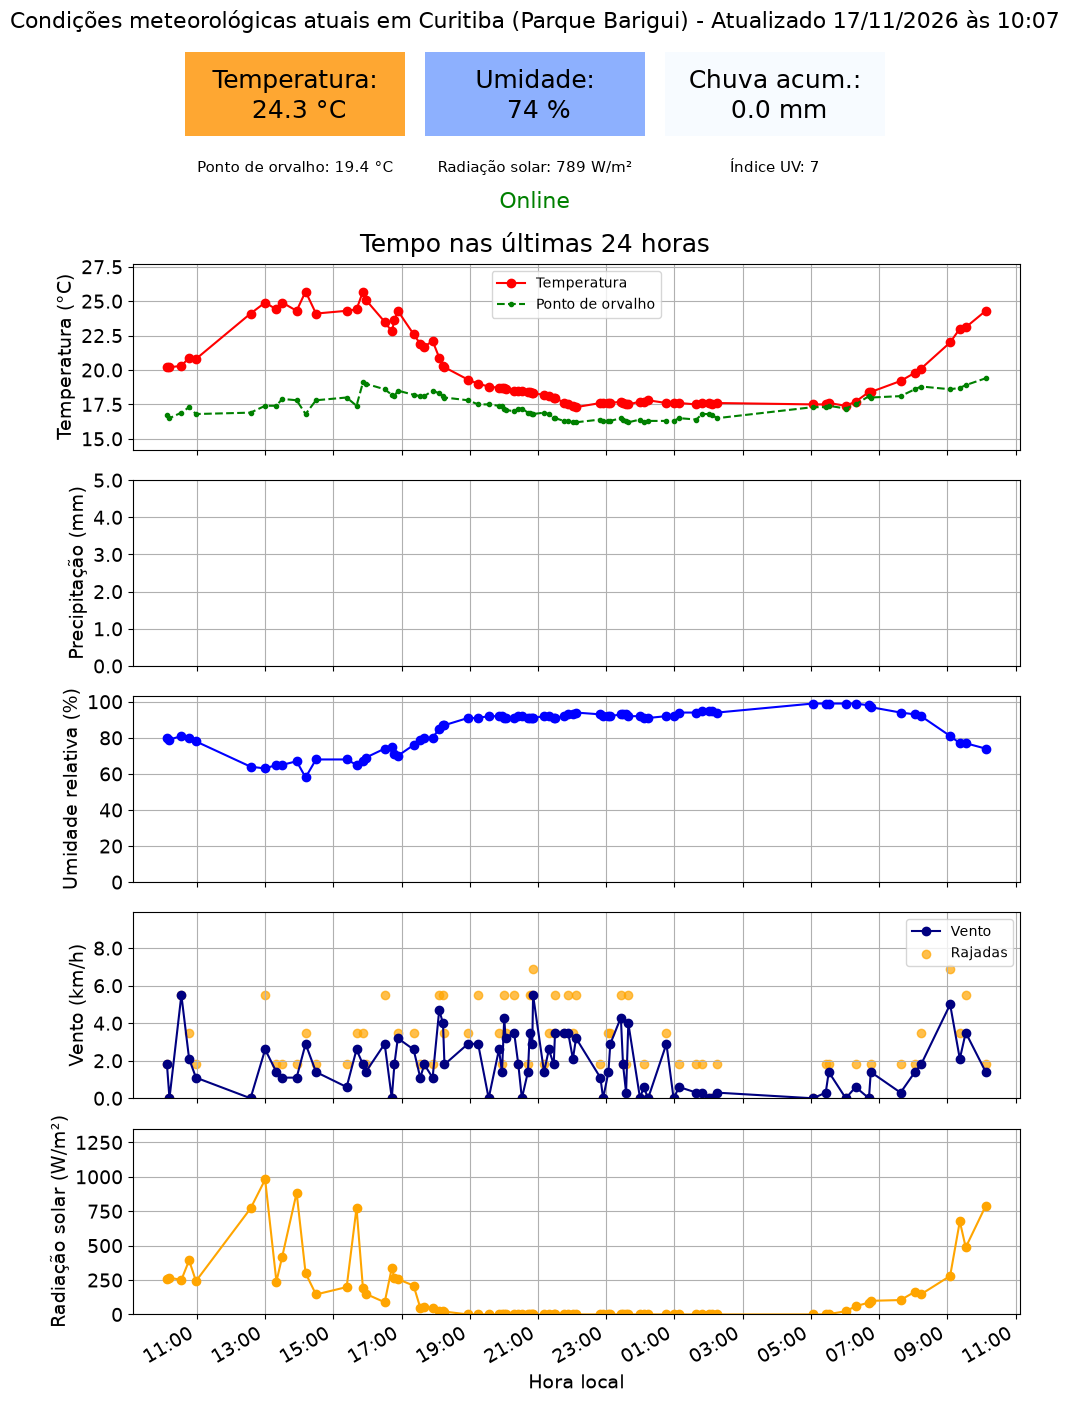 Condições meteorológicas atuais em Curitiba (Parque Barigui) - Atualizado 17/11/2026 às 10:07
Temperatura:
24.3 °C
Umidade:
74 %
Chuva acum.:
0.0 mm
Ponto de orvalho: 19.4 °C
Radiação solar: 789 W/m²
Índice UV: 7
Online
Tempo nas últimas 24 horas
Temperatura (°C)
27.5
25.0
22.5
20.0
17.5
15.0
Temperatura
Ponto de orvalho
Precipitação (mm)
5.0
4.0
3.0
2.0
1.0
0.0
Umidade relativa (%)
100
80
60
40
20
0
Vento (km/h)
8.0
6.0
4.0
2.0
0.0
Vento
Rajadas
Radiação solar (W/m²)
1250
1000
750
500
250
0
11:00
13:00
15:00
17:00
19:00
21:00
23:00
01:00
03:00
05:00
07:00
09:00
11:00
Hora local